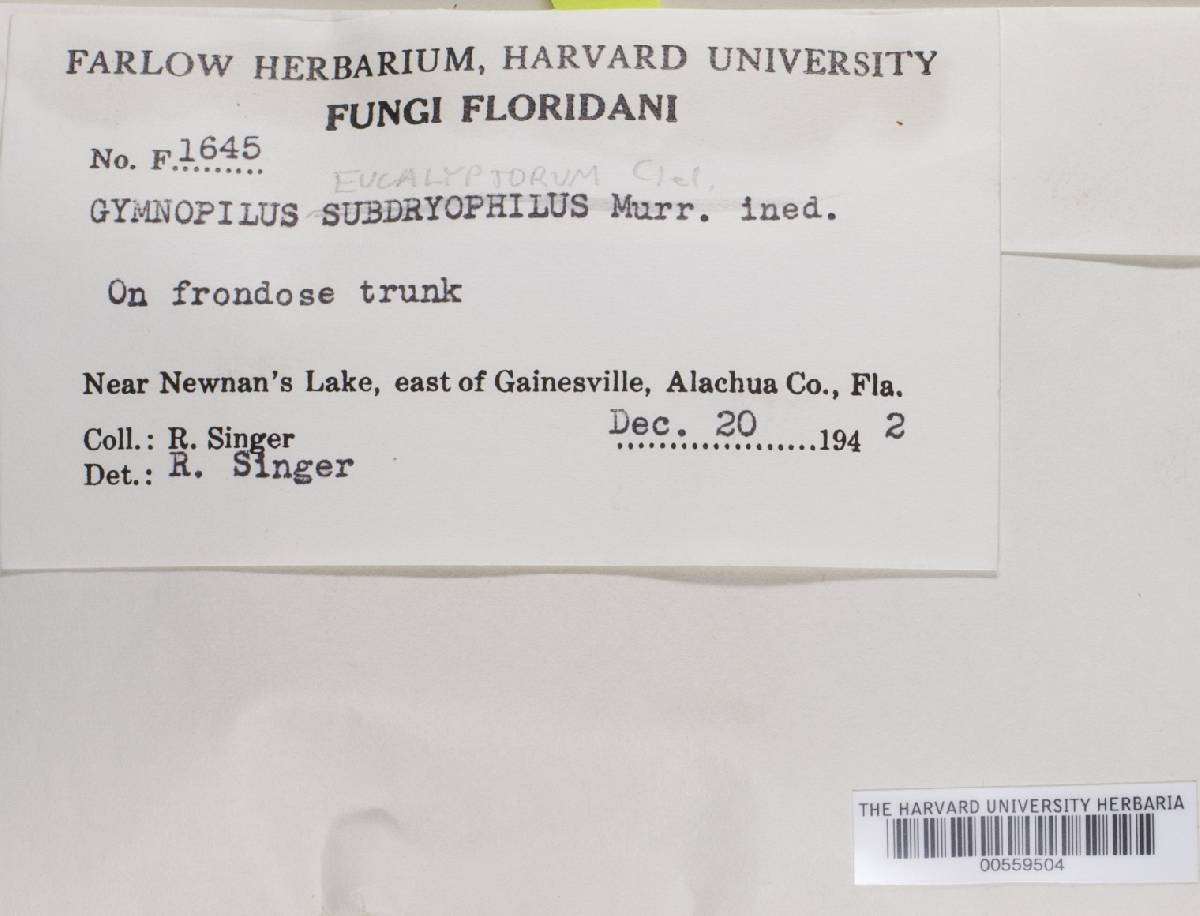 FARLOW HERBARIUM, HARVARD UNIVERSITY
FUNGI FLORIDANI
No. F.1645
EUCALYPTORUM Clel.
GYMNOPILUS SUBDRYOPHILUS Murr. ined.
On frondose trunk
Near Newnan's Lake, east of Gainesville, Alachua Co., Fla.
Coll.: R. Singer Dec. 20 1942
Det.: R. Singer
THE HARVARD UNIVERSITY HERBARIA
00559504